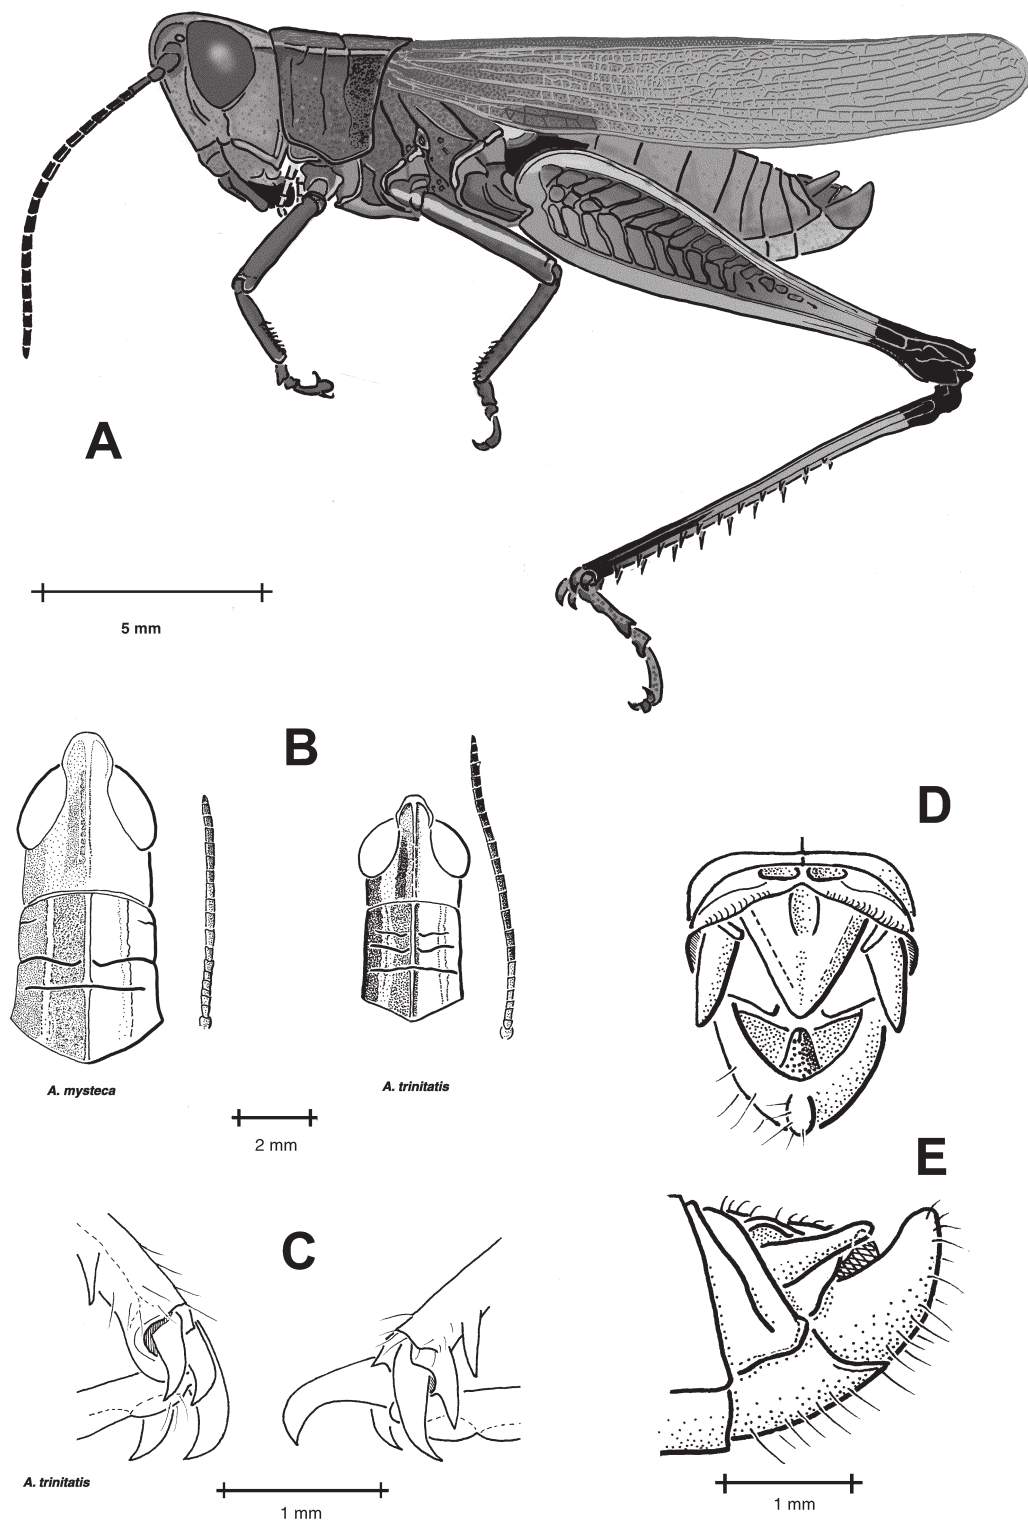 A
5 mm
B
D
A. mysteca
A. trinitatis
2 mm
E
C
A. trinitatis
1 mm
1 mm